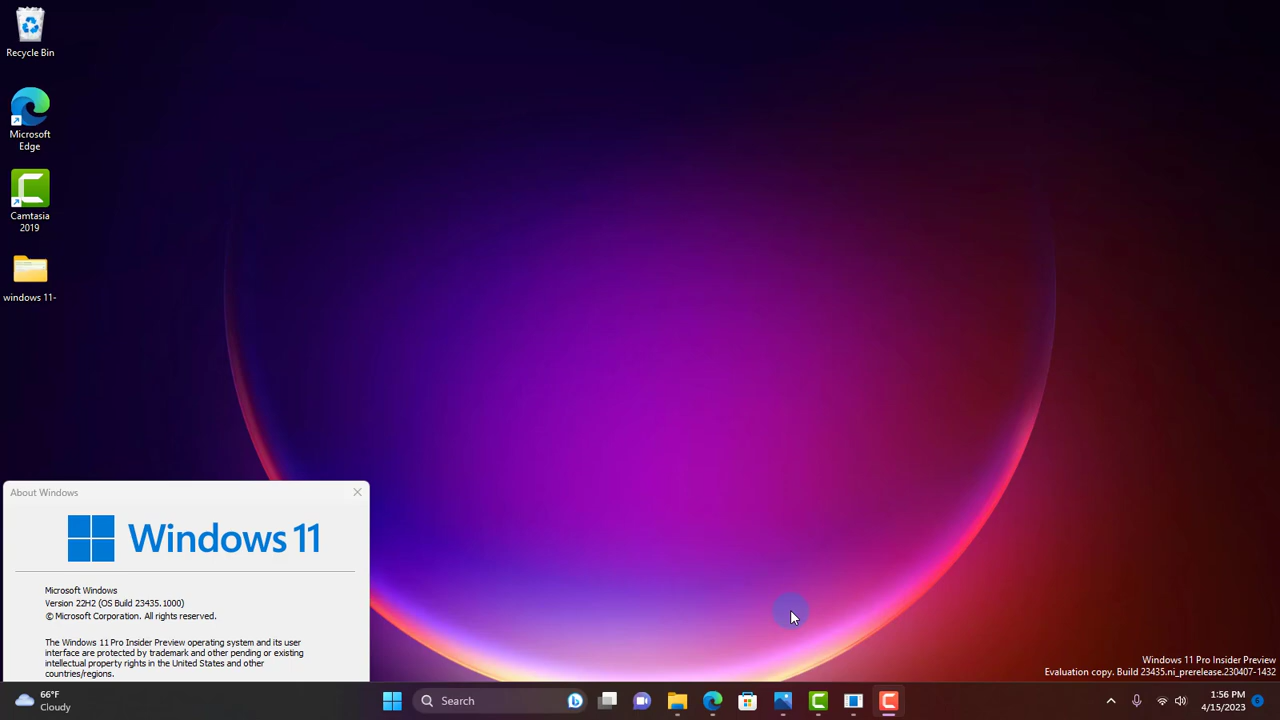 Recycle Bin
Microsoft
Edge
Camtasia
2019
windows 11-
About Windows
Windows 11
Microsoft Windows
Version 22H2 (OS Build 23435.1000)
© Microsoft Corporation. All rights reserved.
The Windows 11 Pro Insider Preview operating system and its user
interface are protected by trademark and other pending or existing
intellectual property rights in the United States and other
countries/regions.
Windows 11 Pro Insider Preview
Evaluation copy. Build 23435.ni_prerelease.230407-1432
66°F
Cloudy
Search
1:56 PM
4/15/2023
6